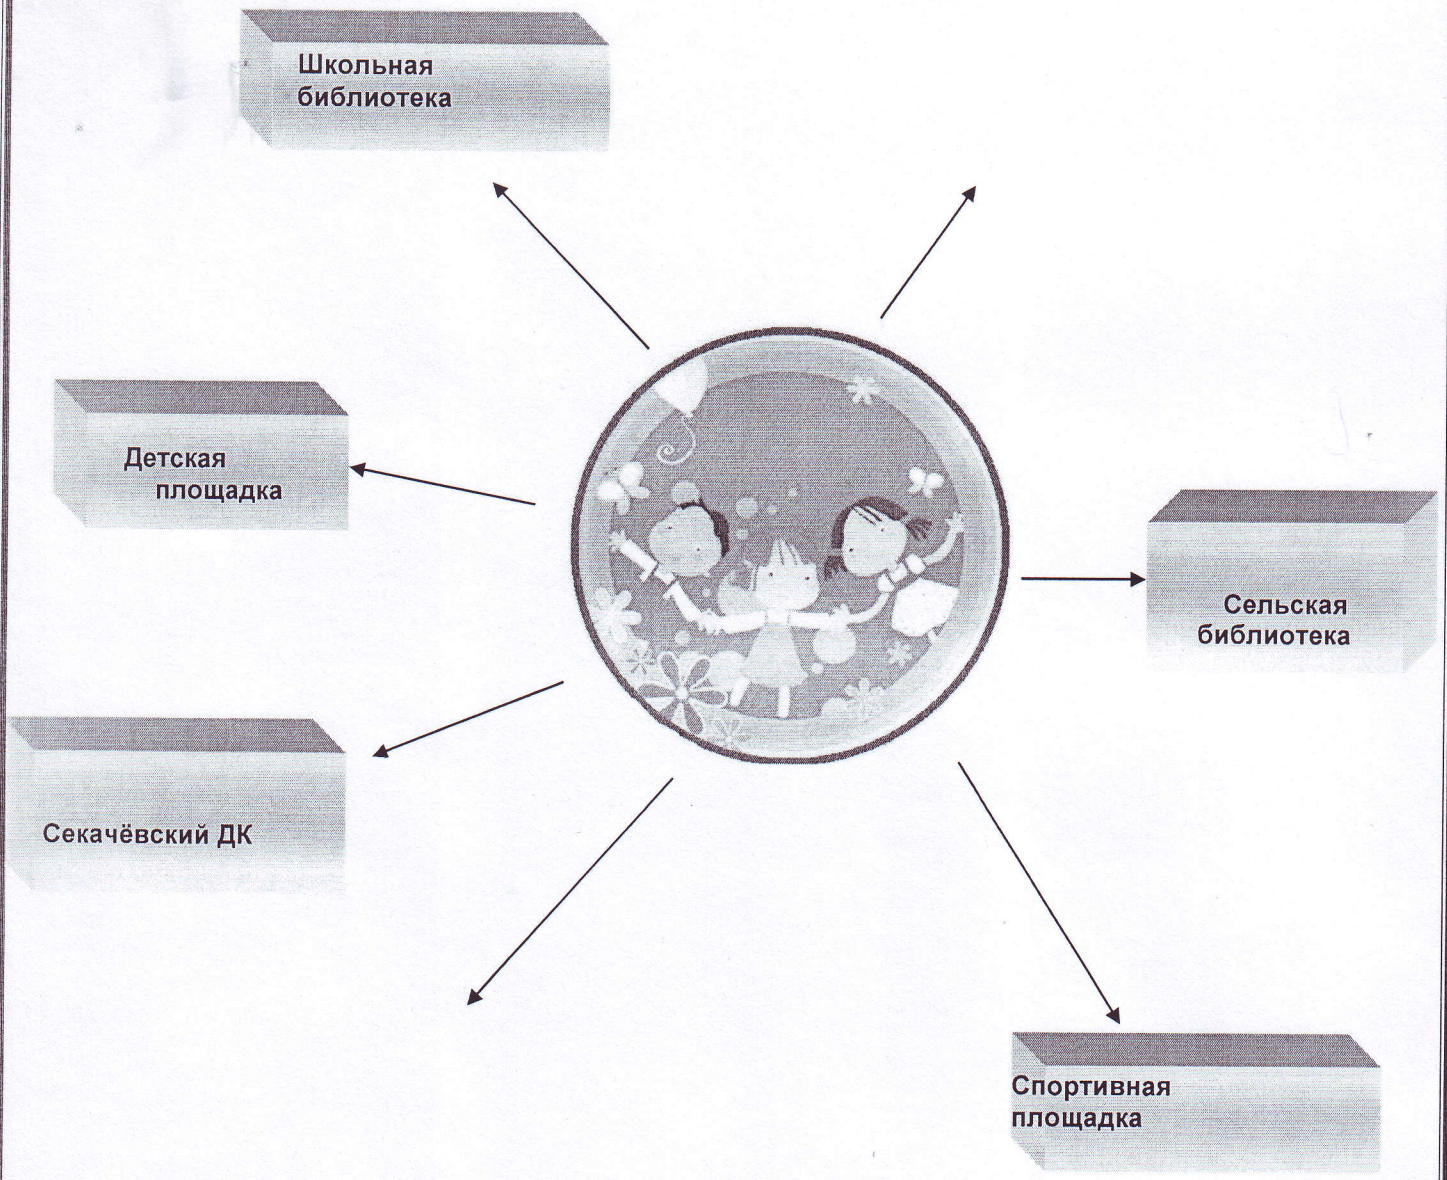 Школьная
библиотека
Детская
площадка
Сельская
библиотека
Секачёвский ДК
Спортивная
площадка